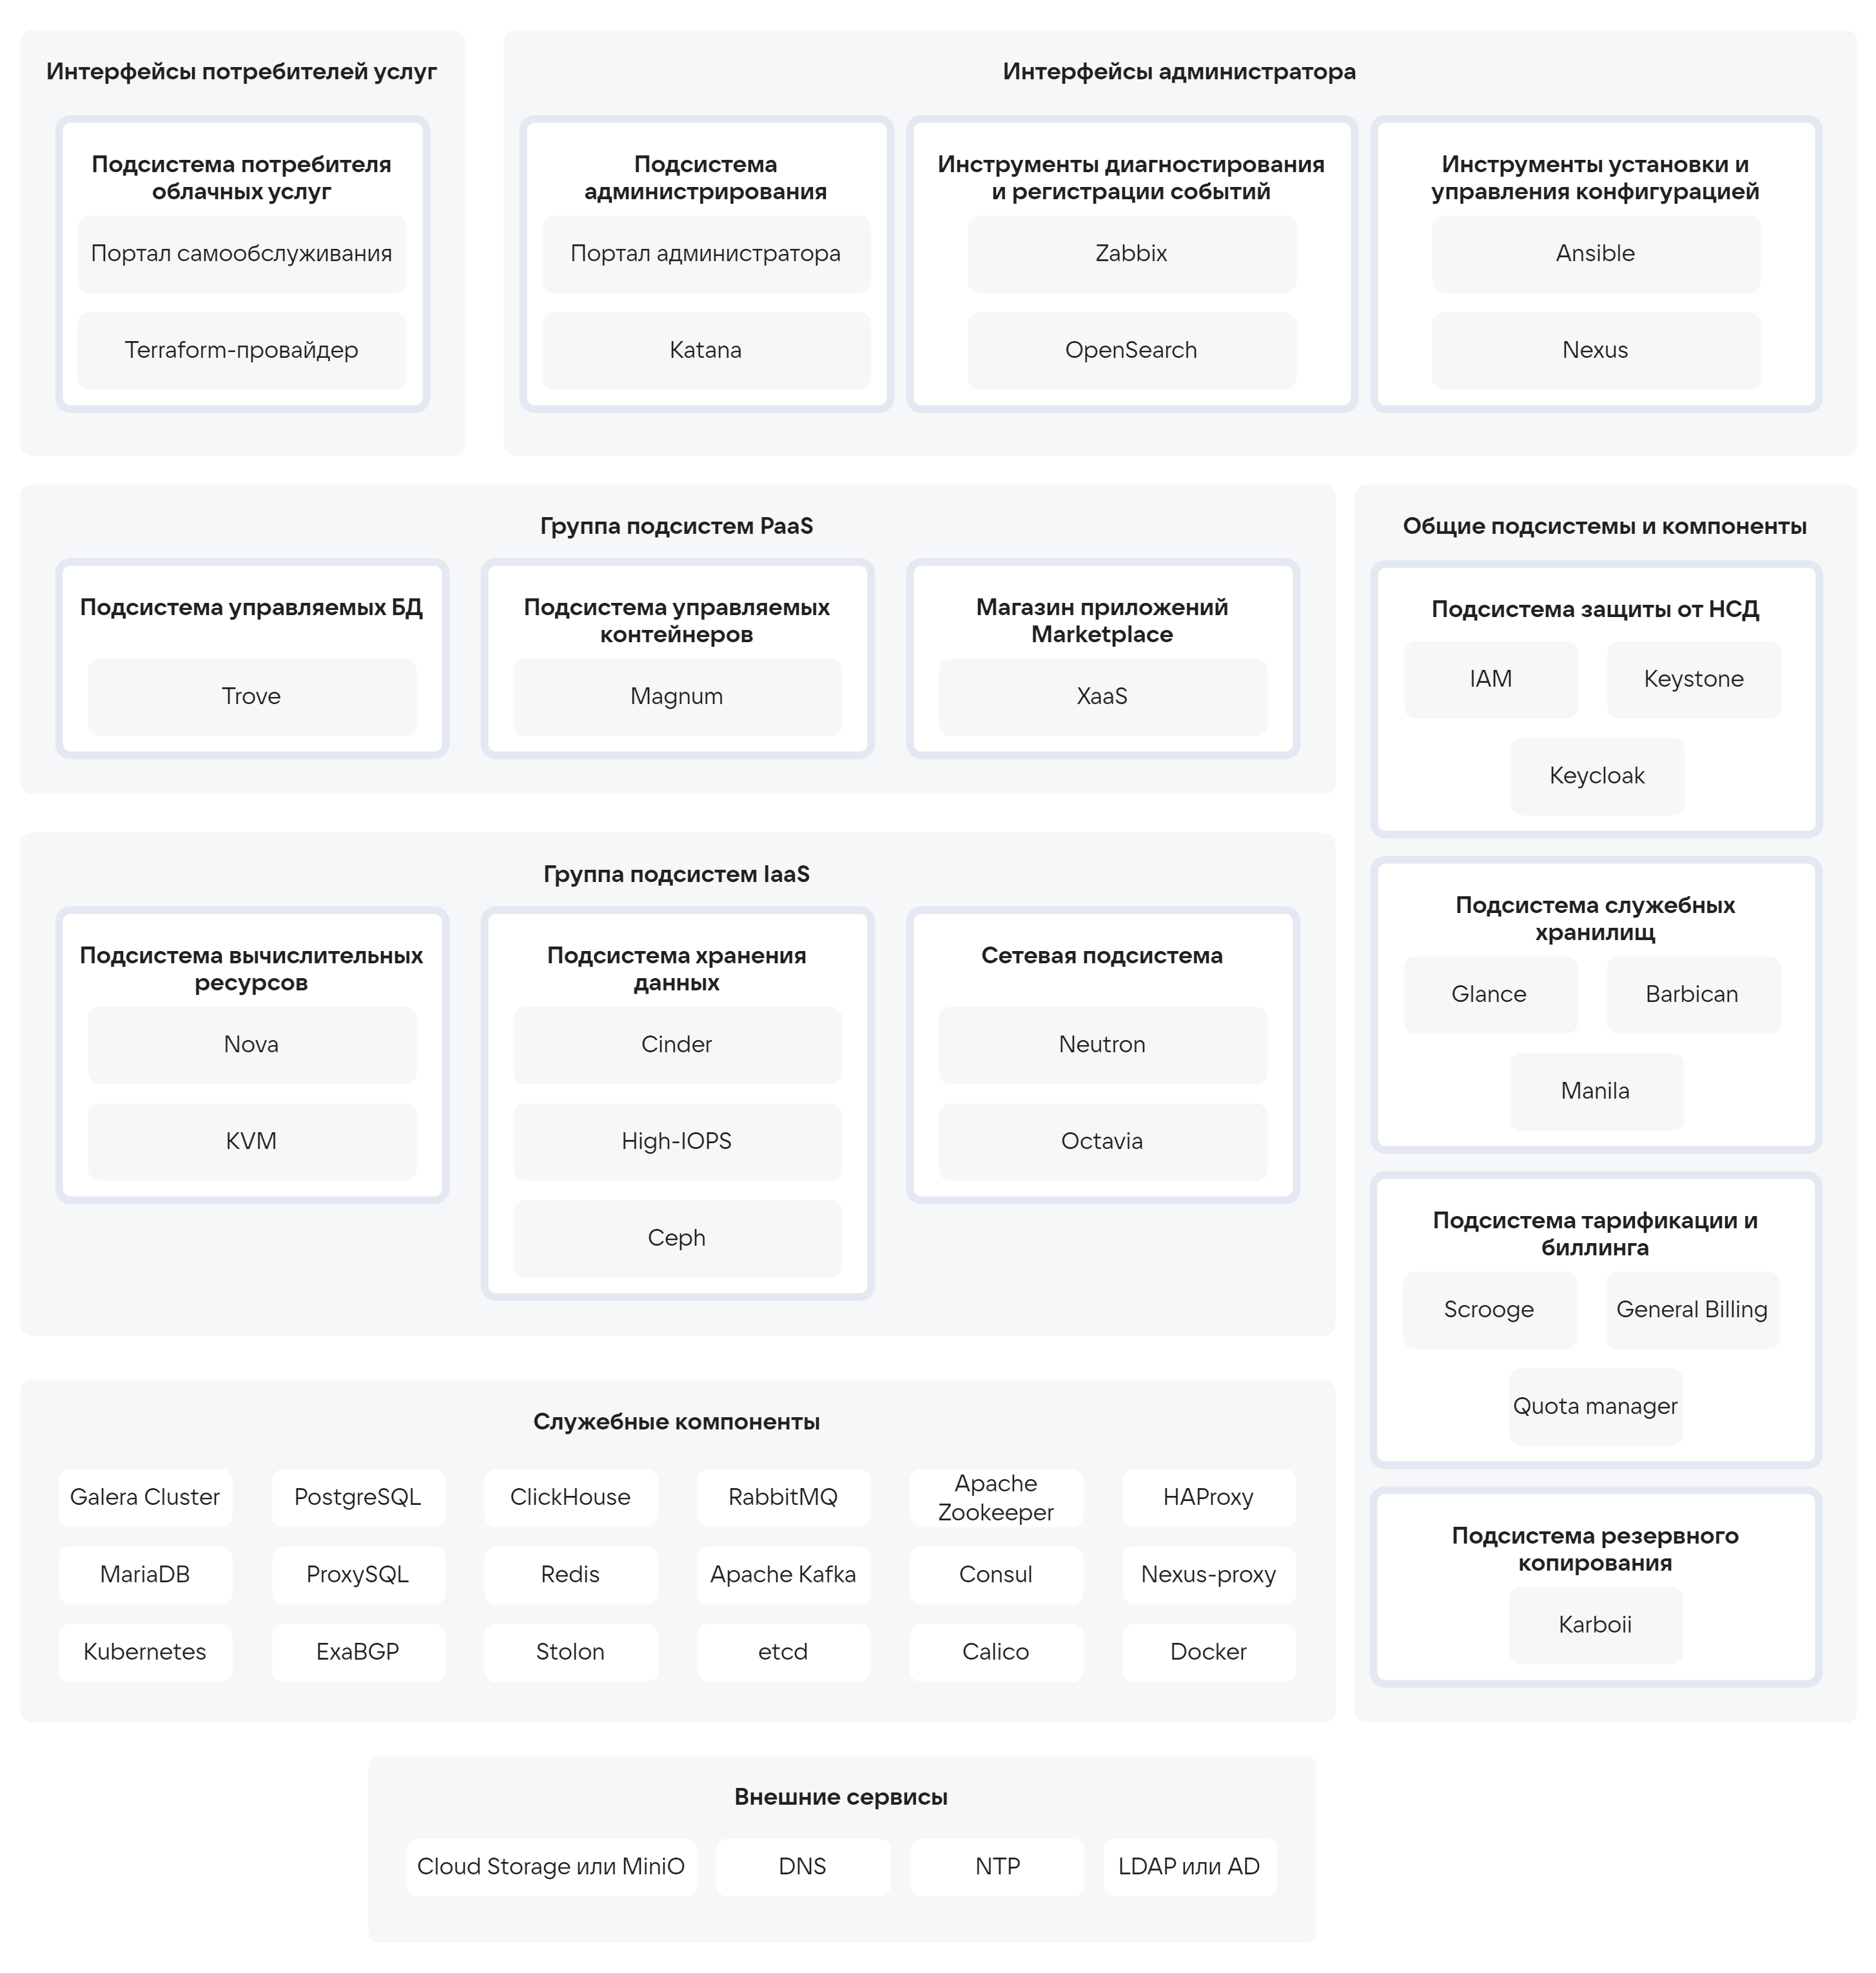 Интерфейсы потребителей услуг
Подсистема потребителя
облачных услуг
Портал самообслуживания
Terraform-провайдер
Интерфейсы администратора
Подсистема
администрирования
Портал администратора
Katana
Инструменты диагностирования
и регистрации событий
Zabbix
OpenSearch
Инструменты установки и
управления конфигурацией
Ansible
Nexus
Группа подсистем PaaS
Подсистема управляемых БД
Trove
Подсистема управляемых
контейнеров
Magnum
Магазин приложений
Marketplace
XaaS
Группа подсистем IaaS
Подсистема вычислительных
ресурсов
Nova
KVM
Подсистема хранения
данных
Cinder
High-IOPS
Ceph
Сетевая подсистема
Neutron
Octavia
Общие подсистемы и компоненты
Подсистема защиты от НСД
IAM
Keystone
Keycloak
Подсистема служебных
хранилищ
Glance
Barbican
Manila
Подсистема тарификации и
биллинга
Scrooge
General Billing
Quota manager
Подсистема резервного
копирования
Karboii
Служебные компоненты
Galera Cluster
PostgreSQL
ClickHouse
RabbitMQ
Apache
Zookeeper
HAProxy
MariaDB
ProxySQL
Redis
Apache Kafka
Consul
Nexus-proxy
Kubernetes
ExaBGP
Stolon
etcd
Calico
Docker
Внешние сервисы
Cloud Storage или MiniO
DNS
NTP
LDAP или AD